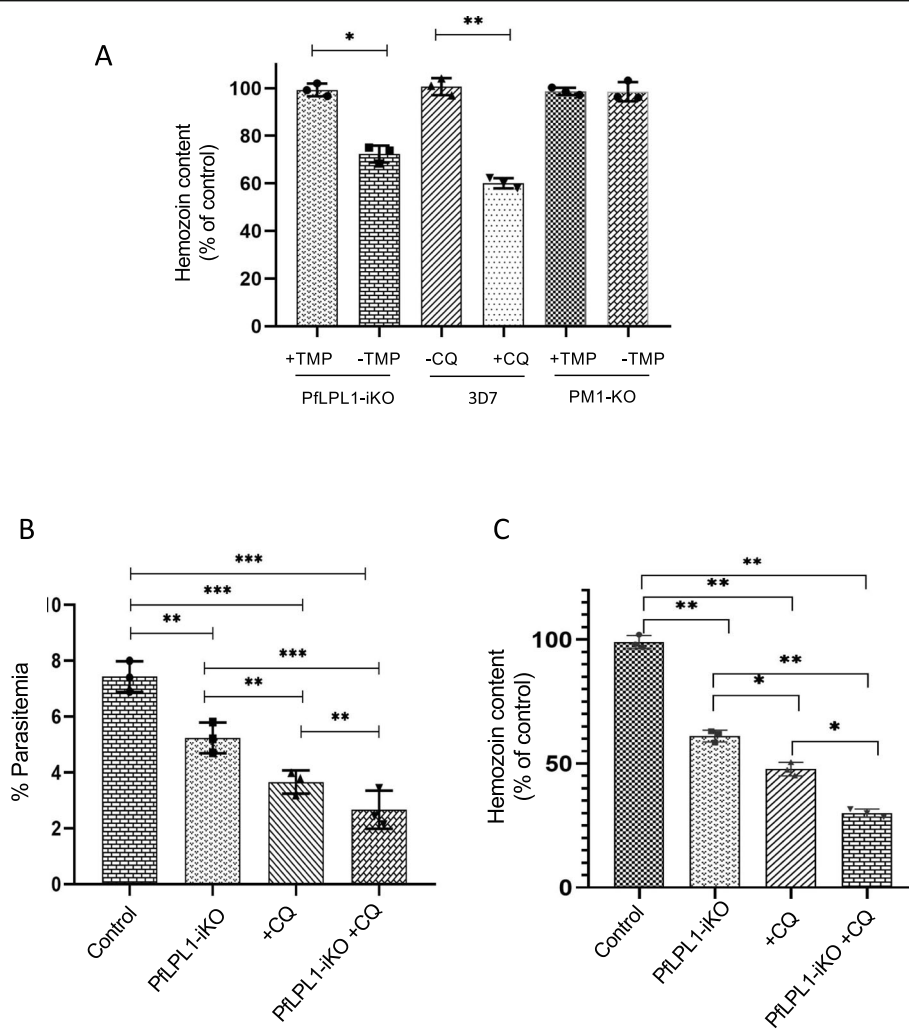 A
* **
Hemozoin content
(% of control)
100
80
60
40
20
0
+TMP -TMP -CQ +CQ +TMP -TMP
PfLPL1-iKO 3D7 PM1-KO
B
***
***
**
***
**
**
% Parasitemia
0
8
6
4
2
0
Control PfLPL1-iKO +CQ PfLPL1-iKO +CQ
C
**
**
**
**
*
*
Hemozoin content
(% of control)
100
50
0
Control PfLPL1-iKO +CQ PfLPL1-iKO +CQ